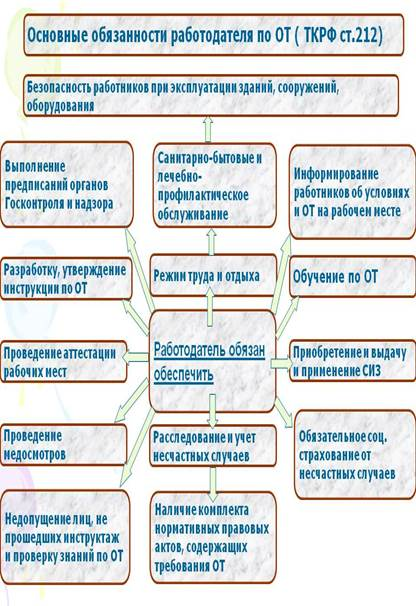 Основные обязанности работодателя по ОТ ( ТКРФ ст.212)
Безопасность работников при эксплуатации зданий, сооружений,
оборудования
Выполнение
предписаний органов
Госконтроля и надзора
Санитарно-бытовые и
лечебно-
профилактическое
обслуживание
Информирование
работников об условиях
и ОТ на рабочем месте
Разработку, утверждение
инструкции по ОТ
Режим труда и отдыха
Обучение по ОТ
Проведение аттестации
рабочих мест
Работодатель обязан
обеспечить
Приобретение и выдачу
и применение СИЗ
Проведение
медосмотров
Расследование и учет
несчастных случаев
Обязательное соц.
страхование от
несчастных случаев
Недопущение лиц, не
прошедших инструктаж
и проверку знаний по ОТ
Наличие комплекта
нормативных правовых
актов, содержащих
требования ОТ